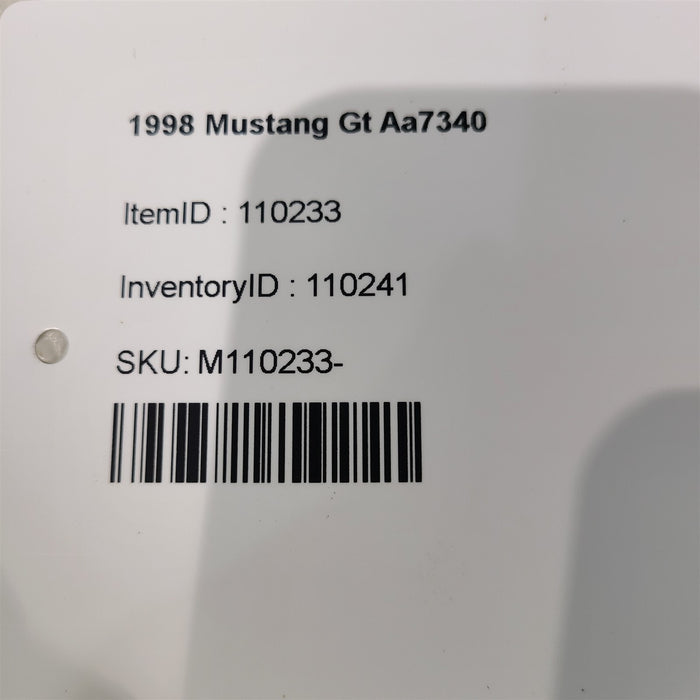 1998 Mustang Gt Aa7340
ItemID : 110233
InventoryID : 110241
SKU: M110233-